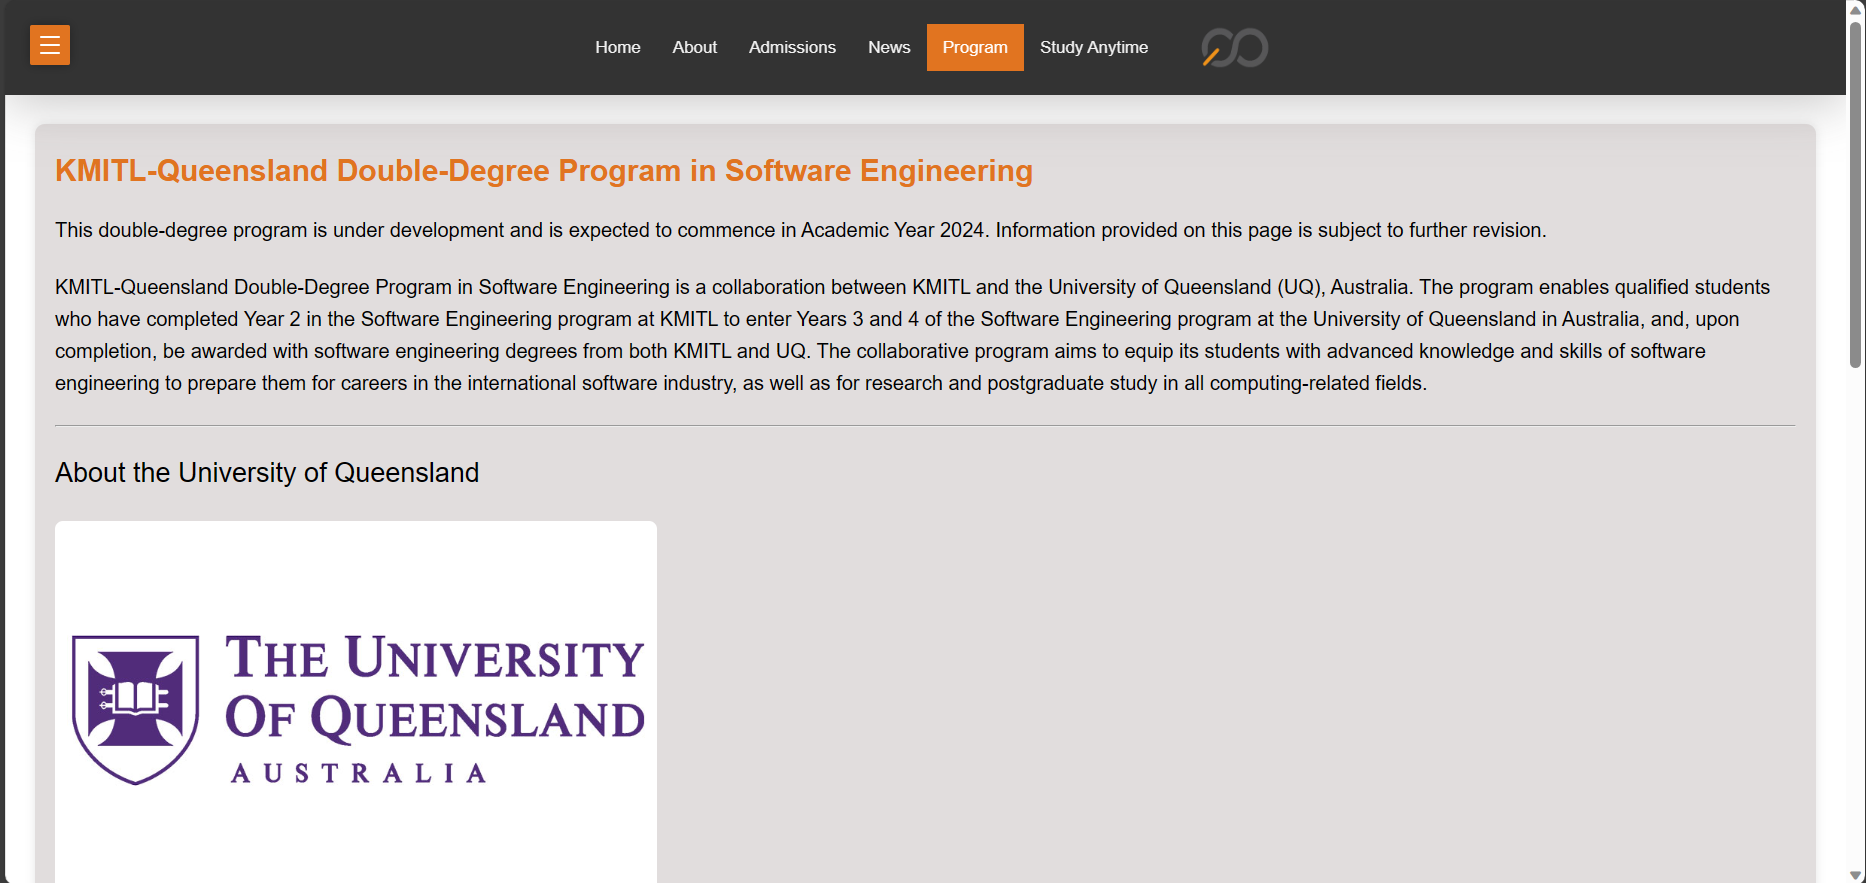 Home About Admissions News Program Study Anytime
KMITL-Queensland Double-Degree Program in Software Engineering
This double-degree program is under development and is expected to commence in Academic Year 2024. Information provided on this page is subject to further revision.
KMITL-Queensland Double-Degree Program in Software Engineering is a collaboration between KMITL and the University of Queensland (UQ), Australia. The program enables qualified students
who have completed Year 2 in the Software Engineering program at KMITL to enter Years 3 and 4 of the Software Engineering program at the University of Queensland in Australia, and, upon
completion, be awarded with software engineering degrees from both KMITL and UQ. The collaborative program aims to equip its students with advanced knowledge and skills of software
engineering to prepare them for careers in the international software industry, as well as for research and postgraduate study in all computing-related fields.
About the University of Queensland
THE UNIVERSITY
OF QUEENSLAND
AUSTRALIA